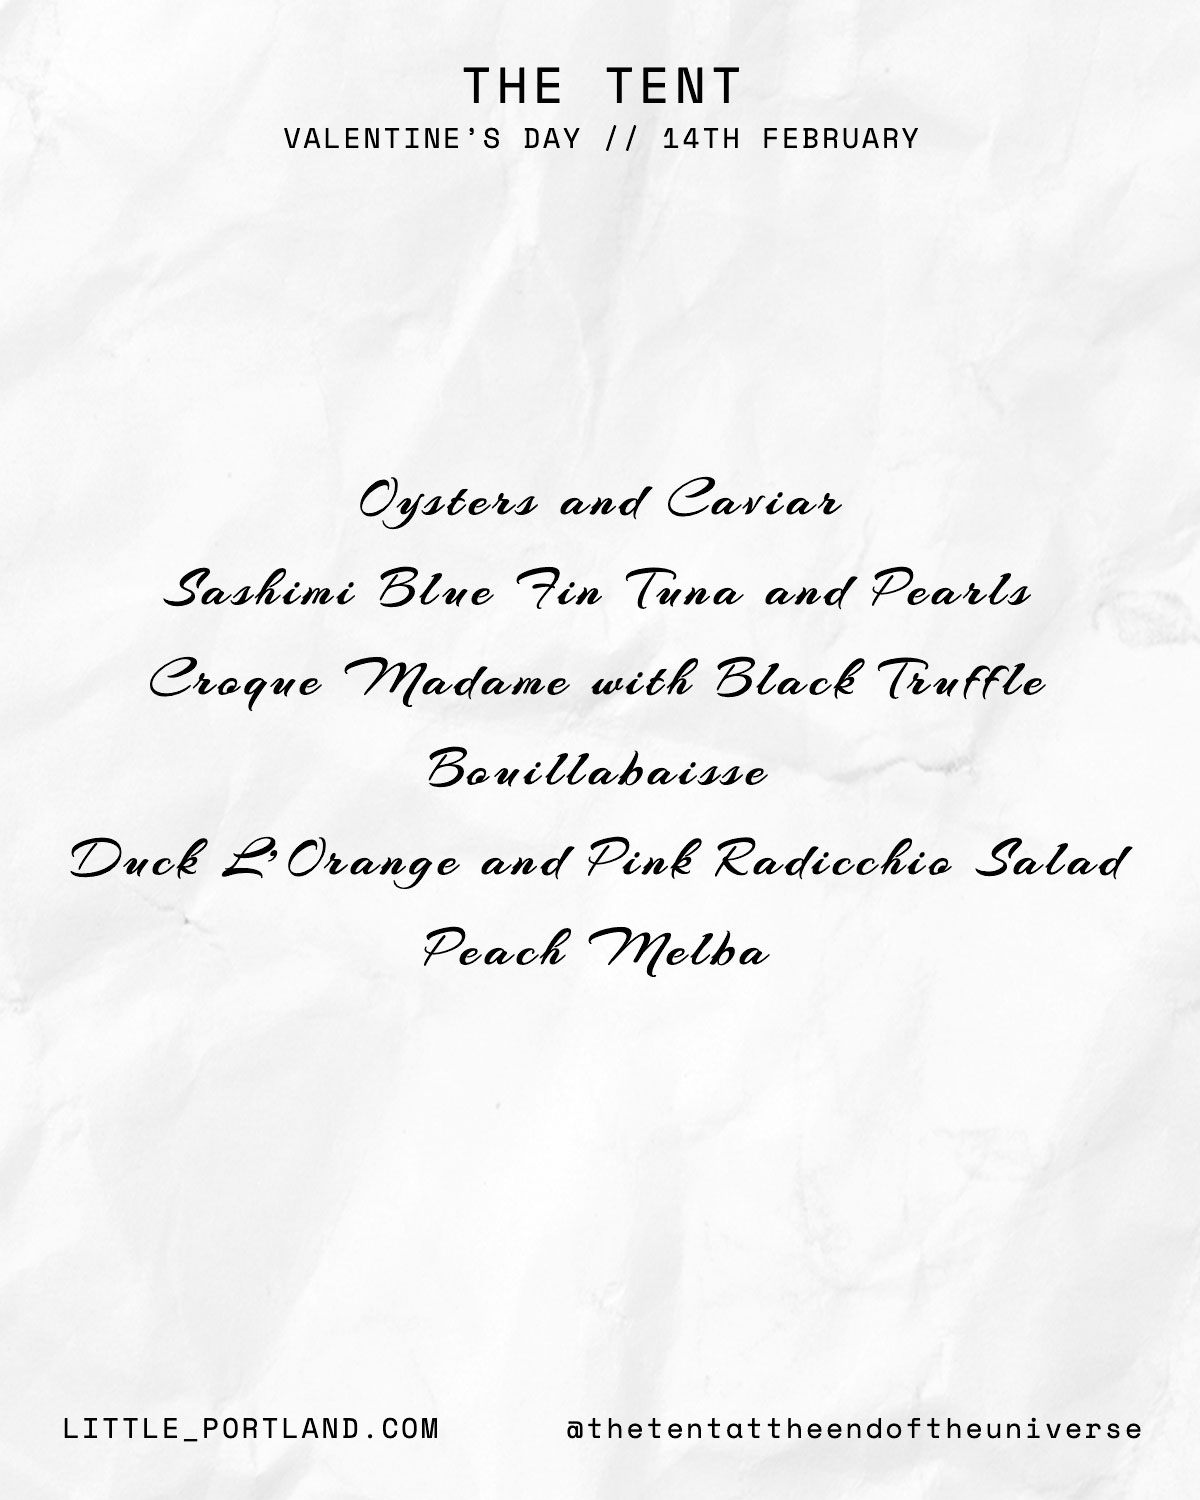 THE TENT
VALENTINE’S DAY // 14TH FEBRUARY
Oysters and Caviar
Sashimi Blue Fin Tuna and Pearls
Croque Madame with Black Truffle
Bouillabaisse
Duck L’Orange and Pink Radicchio Salad
Peach Melba
LITTLE_PORTLAND.COM
@thetentattheendoftheuniverse